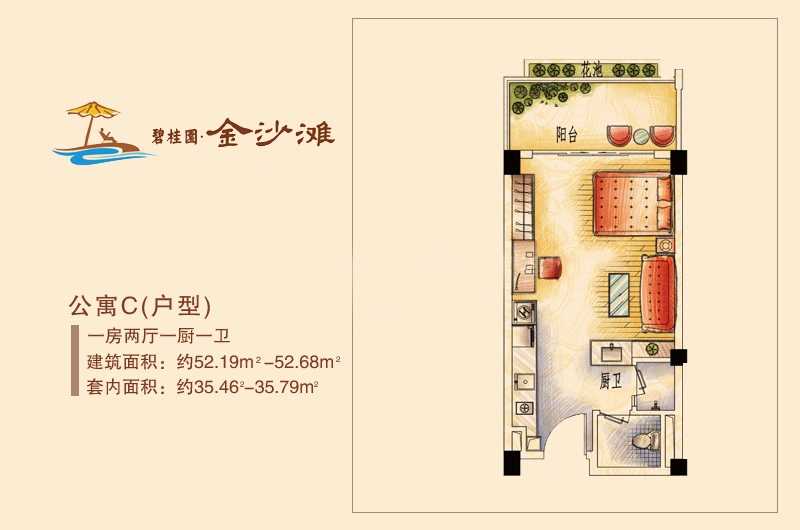 碧桂园·金沙滩
公寓C(户型)
一房两厅一厨一卫
建筑面积：约52.19m²-52.68m²
套内面积：约35.46²-35.79m²
花池
阳台
厨卫